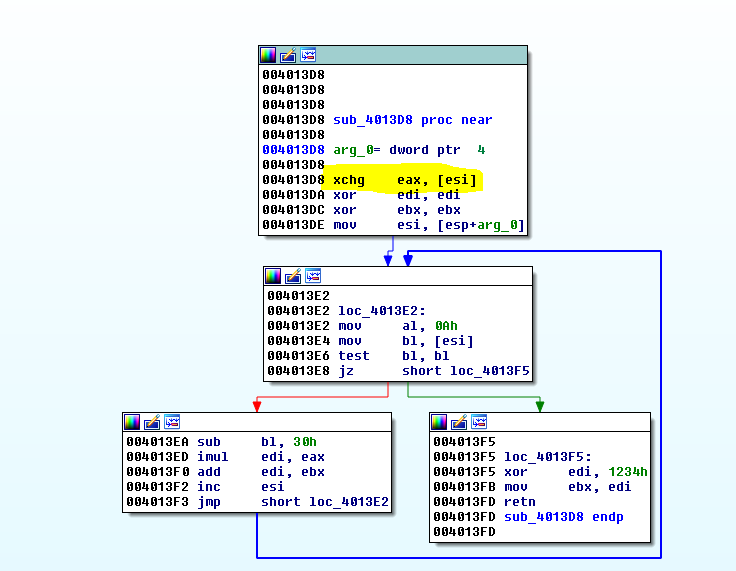 004013D8
004013D8
004013D8
004013D8 sub_4013D8 proc near
004013D8
004013D8 arg_0= dword ptr  4
004013D8
004013D8 xchg    eax, [esi]
004013DA xor     edi, edi
004013DC xor     ebx, ebx
004013DE mov     esi, [esp+arg_0]
004013E2
004013E2 loc_4013E2:
004013E2 mov     al, 0Ah
004013E4 mov     bl, [esi]
004013E6 test    bl, bl
004013E8 jz      short loc_4013F5
004013EA sub     bl, 30h
004013ED imul    edi, eax
004013F0 add     edi, ebx
004013F2 inc     esi
004013F3 jmp     short loc_4013E2
004013F5
004013F5 loc_4013F5:
004013F5 xor     edi, 1234h
004013FB mov     ebx, edi
004013FD retn
004013FD sub_4013D8 endp
004013FD